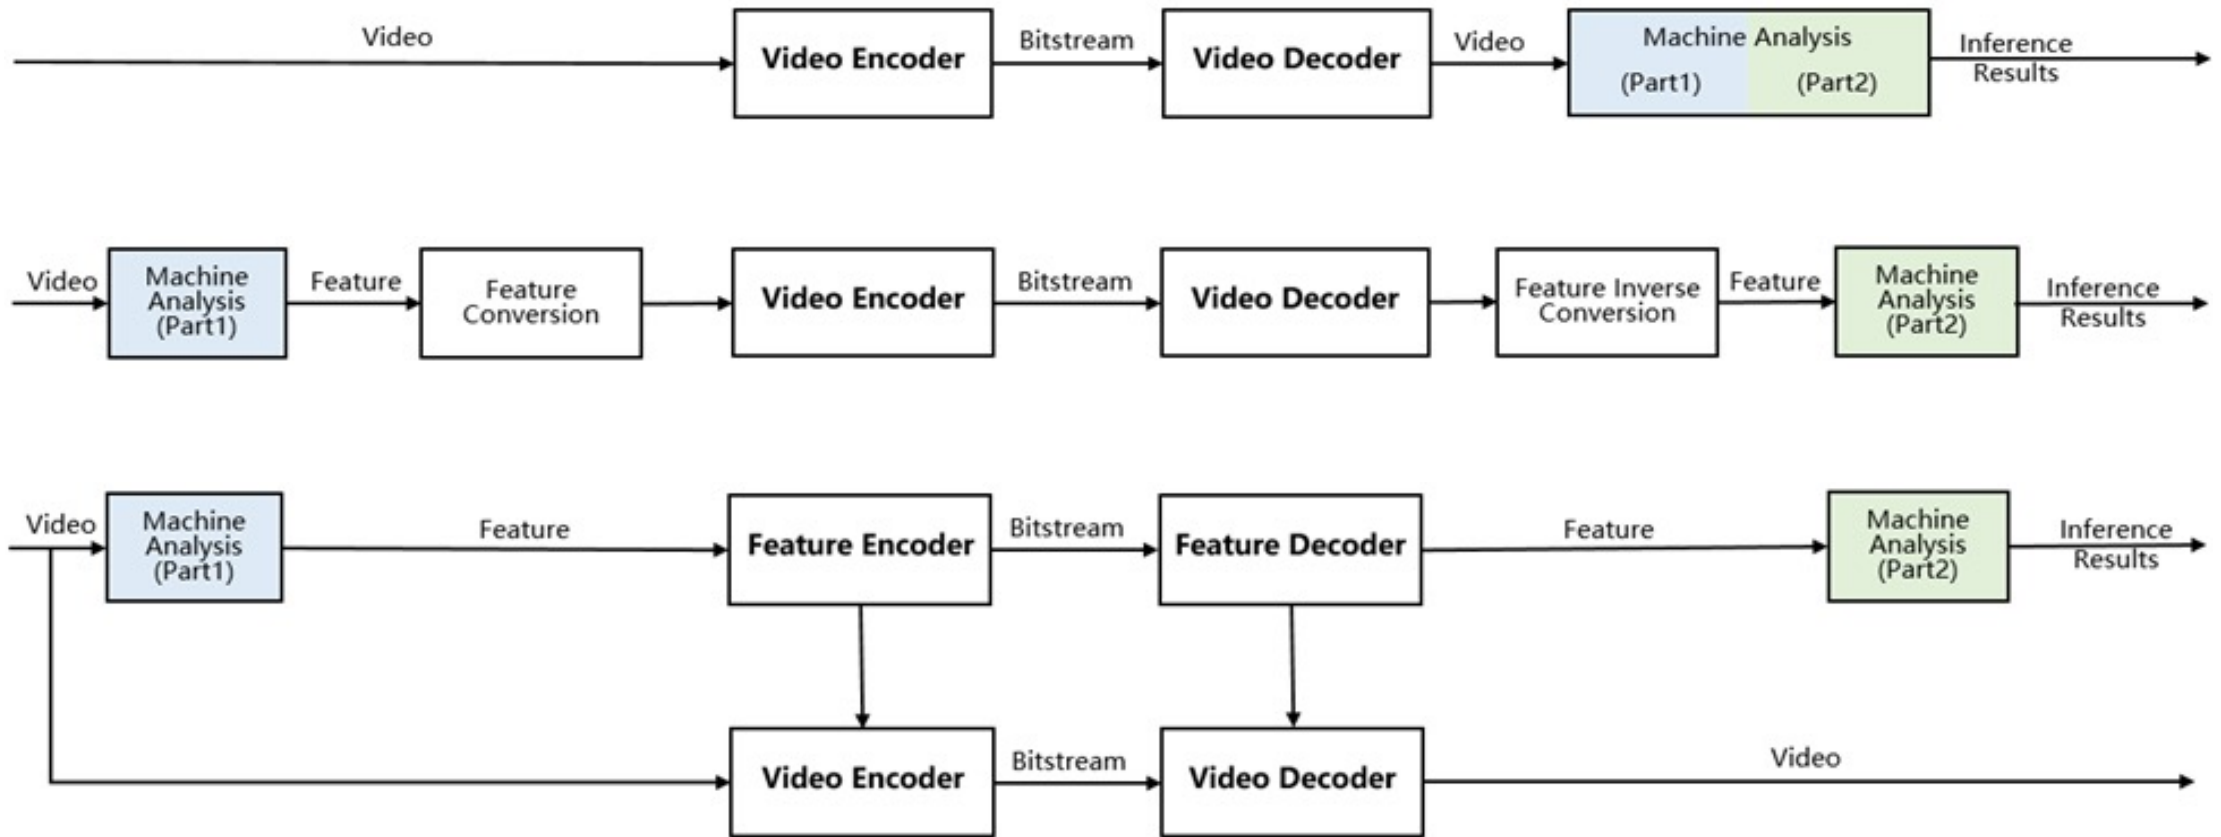 Video
Video Encoder
Bitstream
Video Decoder
Video
Machine Analysis
(Part1)
(Part2)
Inference
Results
Video
Machine
Analysis
(Part1)
Feature
Feature
Conversion
Video Encoder
Bitstream
Video Decoder
Feature Inverse
Conversion
Feature
Machine
Analysis
(Part2)
Inference
Results
Video
Machine
Analysis
(Part1)
Feature
Feature Encoder
Bitstream
Feature Decoder
Feature
Machine
Analysis
(Part2)
Inference
Results
Video Encoder
Bitstream
Video Decoder
Video